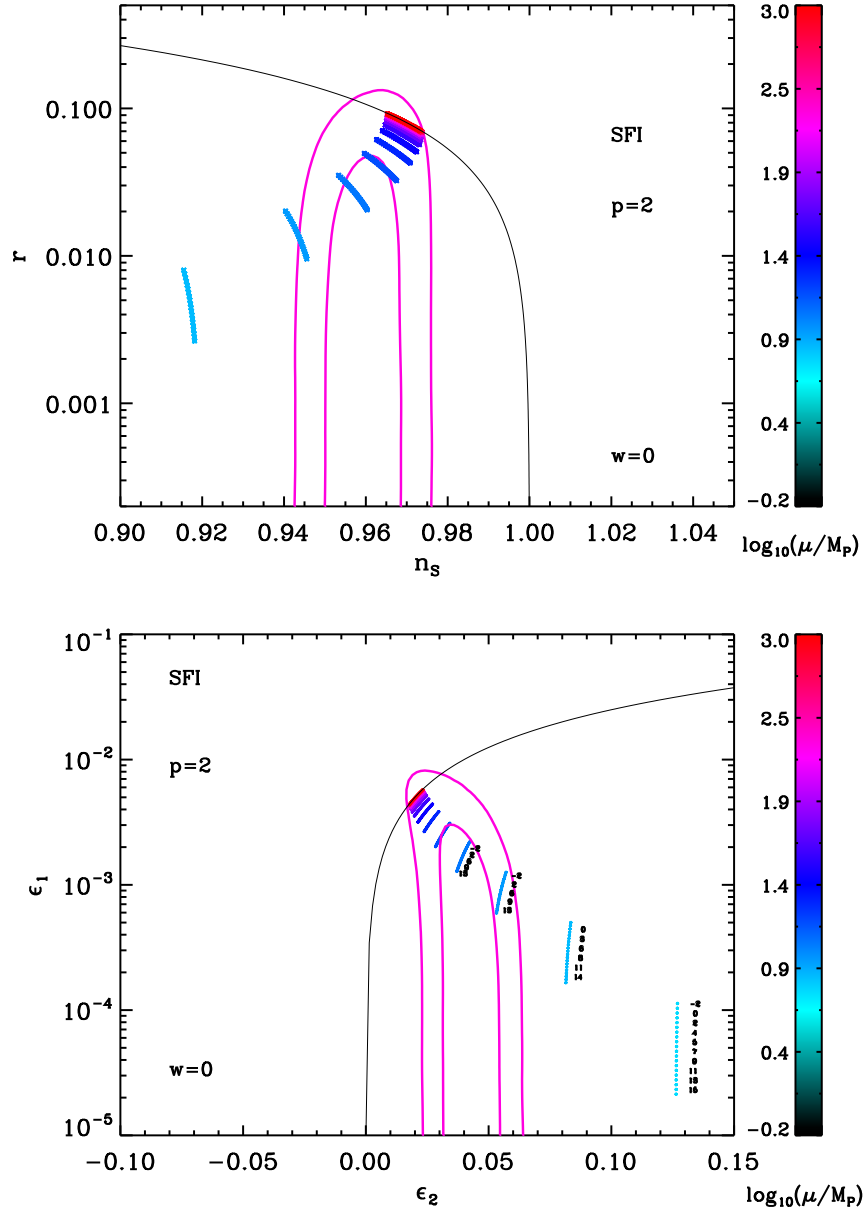 3.0
0.100
SFI
2.5
p=2
1.9
r
0.010
1.4
0.9
0.001
0.4
w=0
-0.2
0.90 0.92 0.94 0.96 0.98 1.00 1.02 1.04
n_S
log₁₀(μ/M_P)
10⁻¹
3.0
SFI
2.5
10⁻²
p=2
1.9
ε₁
10⁻³
1.4
0.9
10⁻⁴
0.4
w=0
10⁻⁵
-0.2
-0.10 -0.05 0.00 0.05 0.10 0.15
ε₂
log₁₀(μ/M_P)